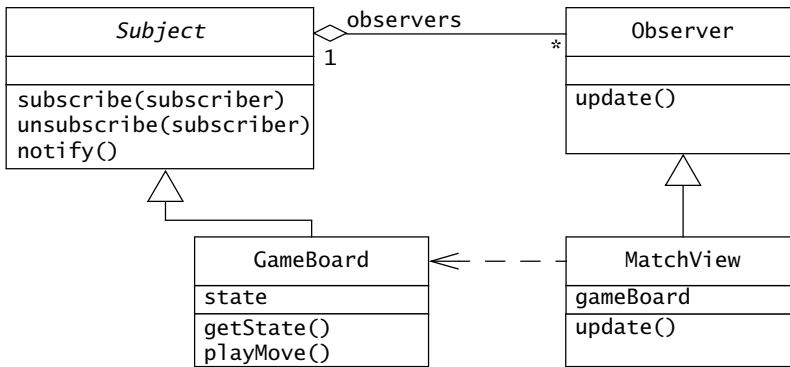 Subject
subscribe(subscriber)
unsubscribe(subscriber)
notify()
observers
1
*
Observer
update()
GameBoard
state
getState()
playMove()
MatchView
gameBoard
update()